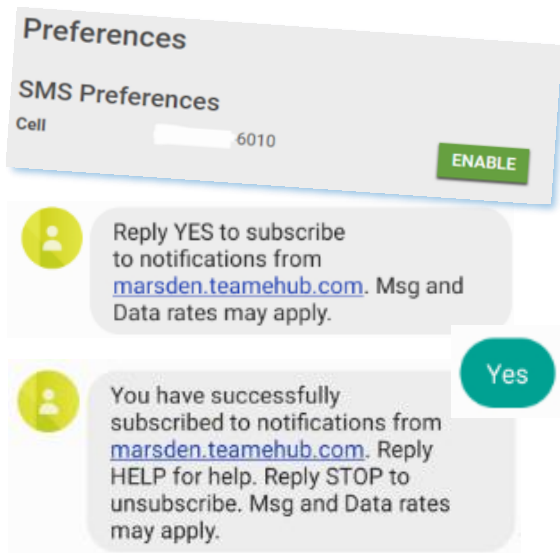 Preferences
SMS Preferences
Cell -6010
ENABLE
Reply YES to subscribe
to notifications from
marsden.teamehub.com. Msg and
Data rates may apply.
Yes
You have successfully
subscribed to notifications from
marsden.teamehub.com. Reply
HELP for help. Reply STOP to
unsubscribe. Msg and Data rates
may apply.